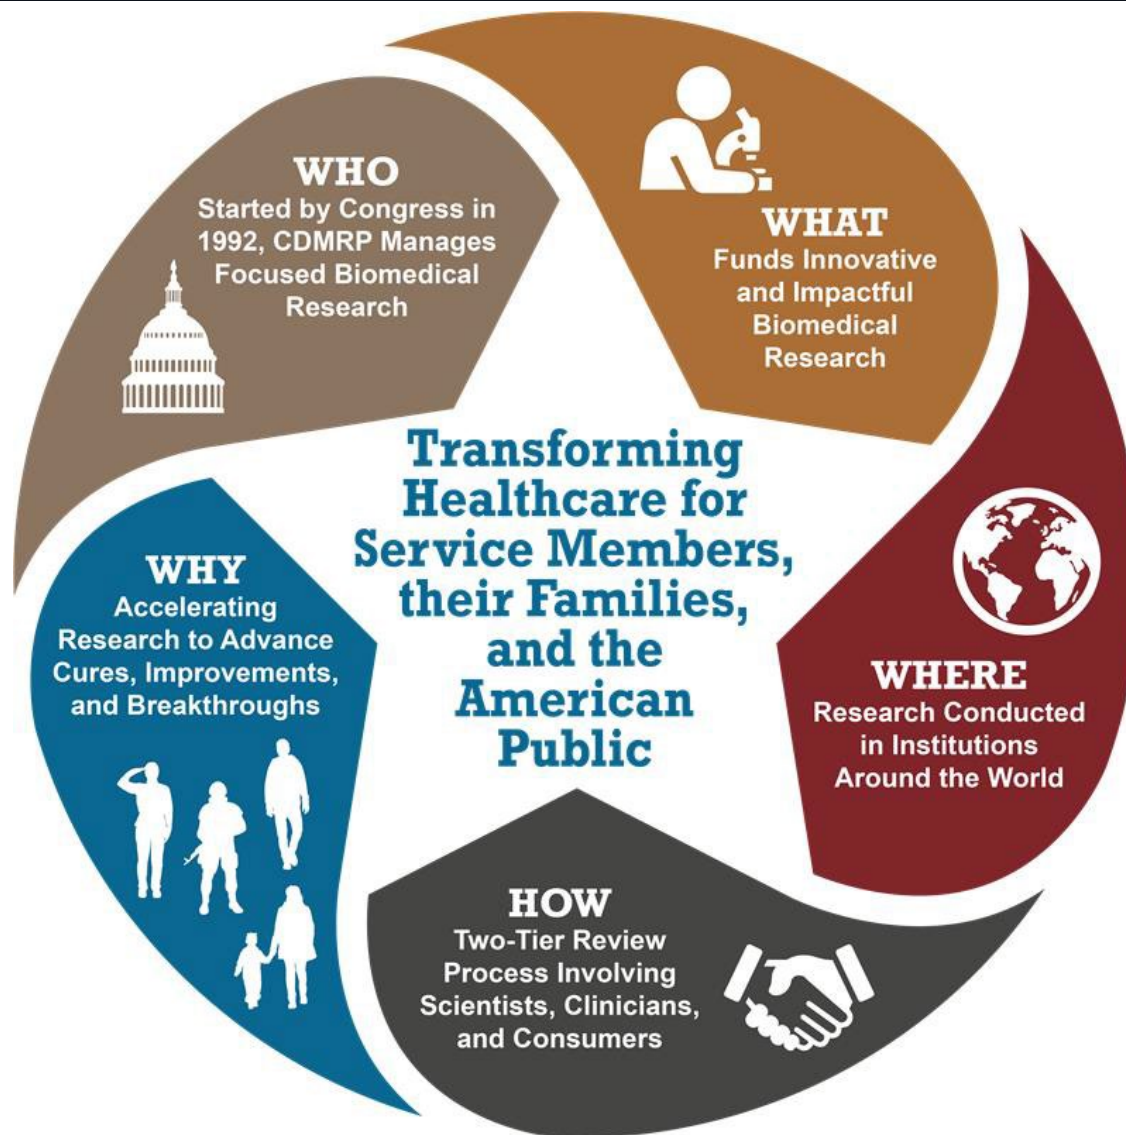 WHO
Started by Congress in
1992, CDMRP Manages
Focused Biomedical
Research
WHAT
Funds Innovative
and Impactful
Biomedical
Research
WHERE
Research Conducted
in Institutions
Around the World
HOW
Two-Tier Review
Process Involving
Scientists, Clinicians,
and Consumers
WHY
Accelerating
Research to Advance
Cures, Improvements,
and Breakthroughs
Transforming
Healthcare for
Service Members,
their Families,
and the
American
Public